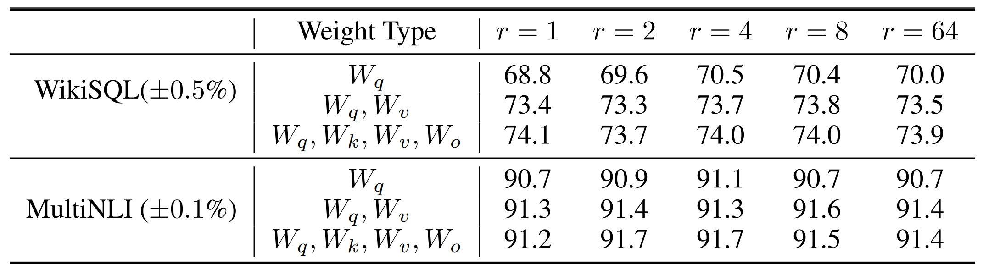 Weight Type r = 1 r = 2 r = 4 r = 8 r = 64
WikiSQL(±0.5%) W_q 68.8 69.6 70.5 70.4 70.0
W_q, W_v 73.4 73.3 73.7 73.8 73.5
W_q, W_k, W_v, W_o 74.1 73.7 74.0 74.0 73.9
MultiNLI (±0.1%) W_q 90.7 90.9 91.1 90.7 90.7
W_q, W_v 91.3 91.4 91.3 91.6 91.4
W_q, W_k, W_v, W_o 91.2 91.7 91.7 91.5 91.4